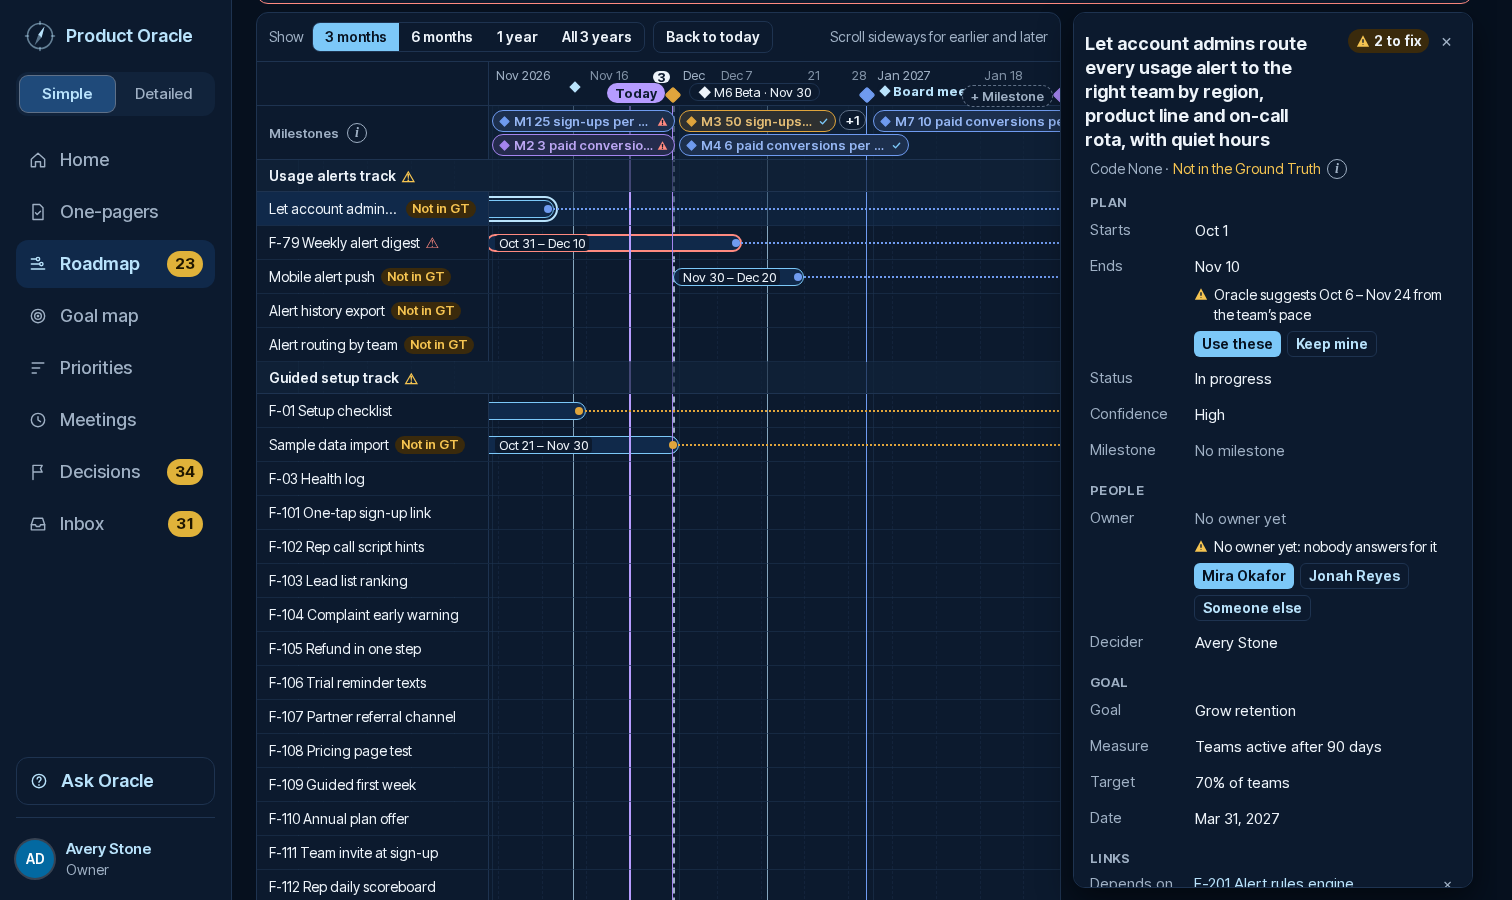 Product Oracle
Simple
Detailed
Home
One-pagers
Roadmap
23
Goal map
Priorities
Meetings
Decisions
34
Inbox
31
Ask Oracle
AD
Avery Stone
Owner
Show
3 months
6 months
1 year
All 3 years
Back to today
Scroll sideways for earlier and later
Nov 2026
Nov 16
3
Dec
Dec 7
21
28
Jan 2027
Jan 18
Today
M6 Beta · Nov 30
Board mee
+ Milestone
Milestones
i
M1 25 sign-ups per ...
M3 50 sign-ups...
+1
M7 10 paid conversions pe
M2 3 paid conversio...
M4 6 paid conversions per ...
Usage alerts track
Let account admin...
Not in GT
F-79 Weekly alert digest
Oct 31 – Dec 10
Mobile alert push
Not in GT
Nov 30 – Dec 20
Alert history export
Not in GT
Alert routing by team
Not in GT
Guided setup track
F-01 Setup checklist
Sample data import
Not in GT
Oct 21 – Nov 30
F-03 Health log
F-101 One-tap sign-up link
F-102 Rep call script hints
F-103 Lead list ranking
F-104 Complaint early warning
F-105 Refund in one step
F-106 Trial reminder texts
F-107 Partner referral channel
F-108 Pricing page test
F-109 Guided first week
F-110 Annual plan offer
F-111 Team invite at sign-up
F-112 Rep daily scoreboard
Let account admins route
every usage alert to the
right team by region,
product line and on-call
rota, with quiet hours
2 to fix
×
Code None · Not in the Ground Truth
i
PLAN
Starts
Oct 1
Ends
Nov 10
Oracle suggests Oct 6 – Nov 24 from
the team's pace
Use these
Keep mine
Status
In progress
Confidence
High
Milestone
No milestone
PEOPLE
Owner
No owner yet
No owner yet: nobody answers for it
Mira Okafor
Jonah Reyes
Someone else
Decider
Avery Stone
GOAL
Goal
Grow retention
Measure
Teams active after 90 days
Target
70% of teams
Date
Mar 31, 2027
LINKS
Depends on
F-201 Alert rules engine
×